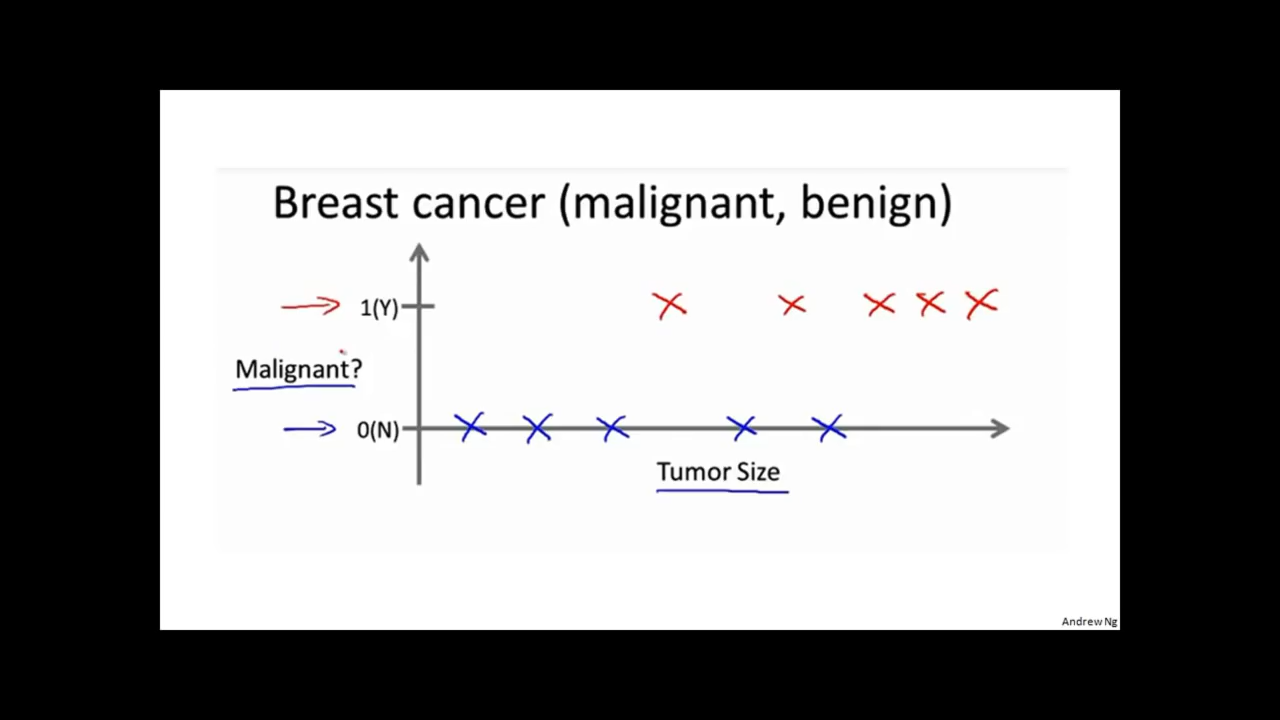 Breast cancer (malignant, benign)
1(Y)
Malignant?
0(N)
Tumor Size
Andrew Ng